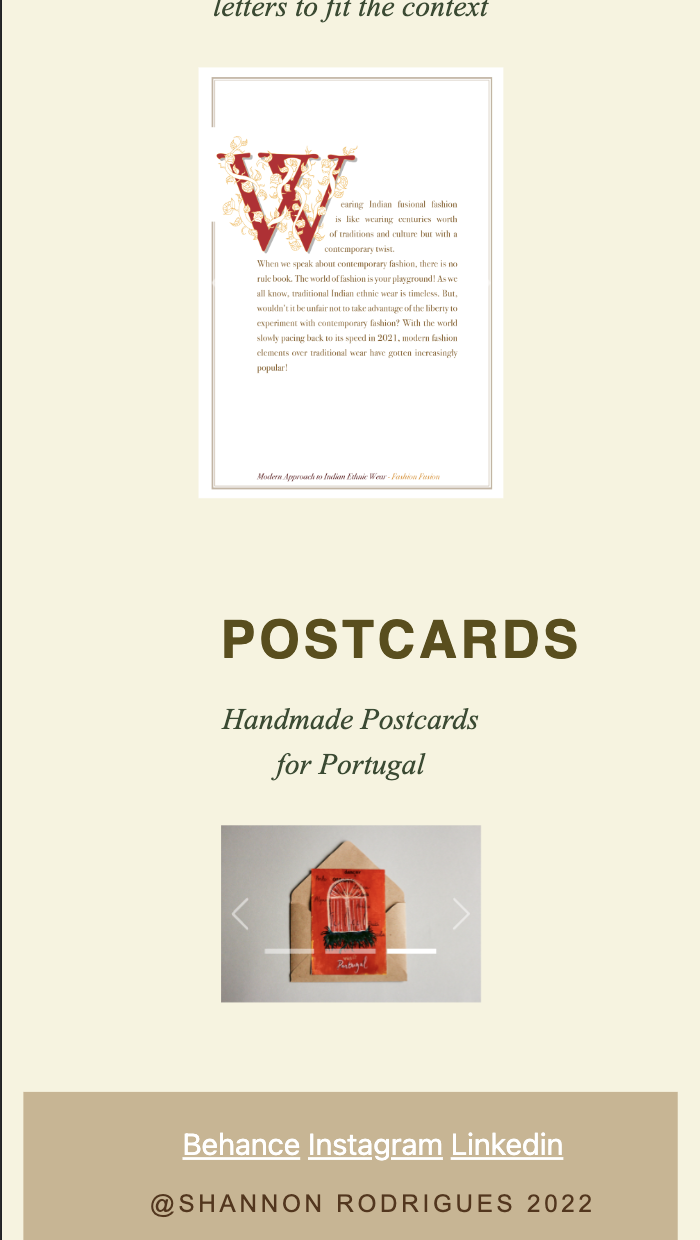 letters to fit the context
W
earing Indian fusional fashion
is like wearing centuries worth
of traditions and culture but with a
contemporary twist.
When we speak about contemporary fashion, there is no
rule book. The world of fashion is your playground! As we
all know, traditional Indian ethnic wear is timeless. But,
wouldn't it be unfair not to take advantage of the liberty to
experiment with contemporary fashion? With the world
slowly pacing back to its speed in 2021, modern fashion
elements over traditional wear have gotten increasingly
popular!
Modern Approach to Indian Ethnic Wear - Fashion Fusion
POSTCARDS
Handmade Postcards
for Portugal
Portugal
Behance Instagram Linkedin
@SHANNON RODRIGUES 2022